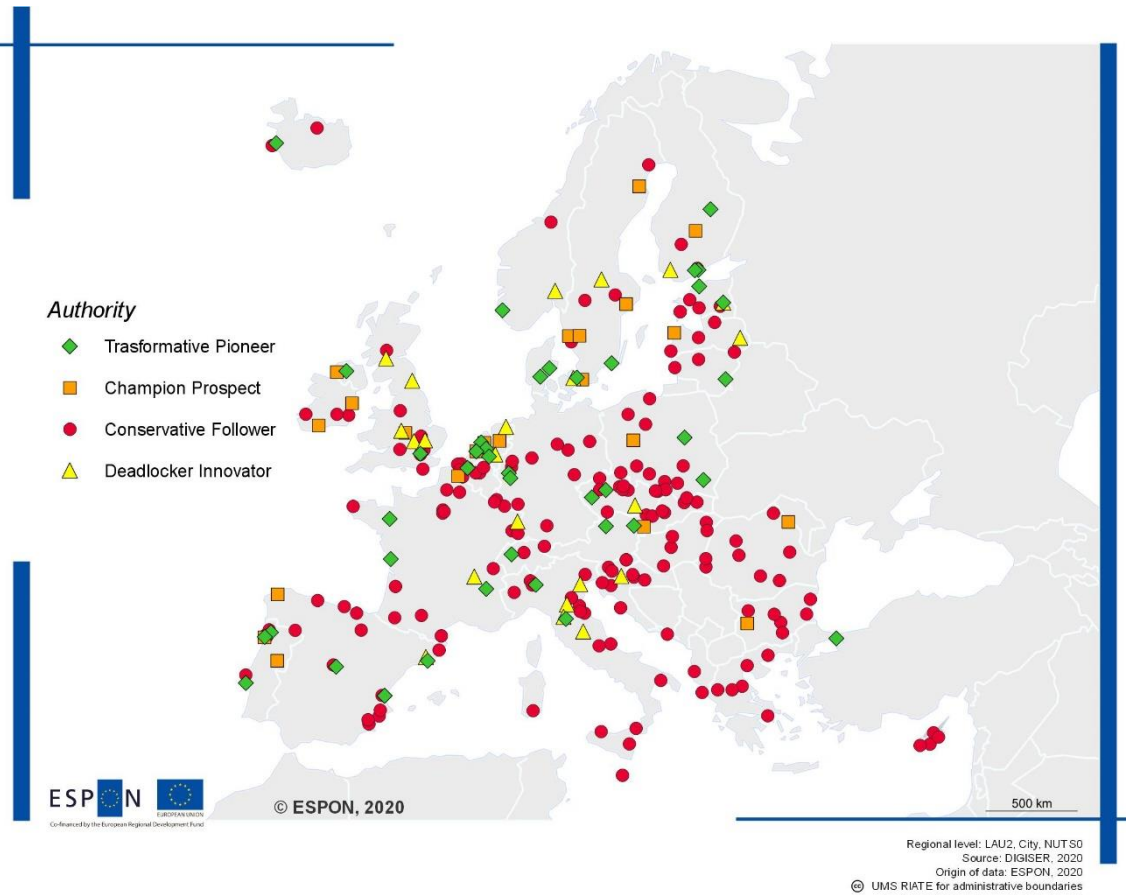 Authority
Trasformative Pioneer
Champion Prospect
Conservative Follower
Deadlocker Innovator
ESPON
EUROPEAN UNION
Co-financed by the European Regional Development Fund
© ESPON, 2020
500 km
Regional level: LAU2, City, NUTS0
Source: DIGISER, 2020
Origin of data: ESPON, 2020
UMS RIATE for administrative boundaries